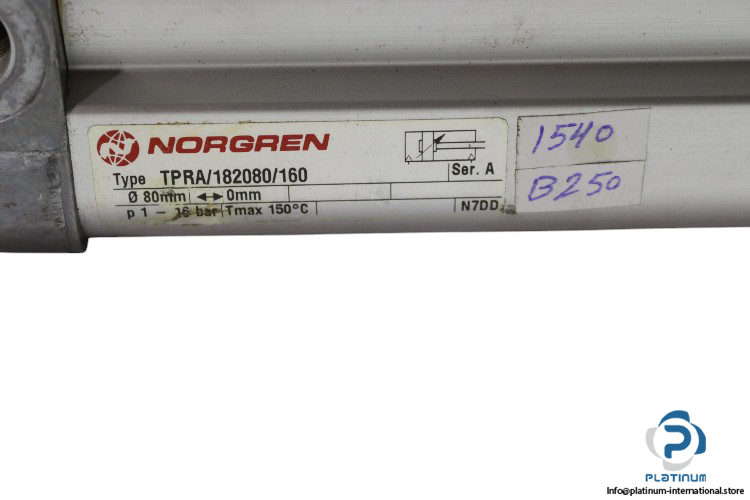 NORGREN
Type TPRA/182080/160
Ser. A
Ø 80mm ↔ 0mm
p 1 – 16 bar Tmax 150°C N7DD
1540
B250
PLATINUM
Info@platinum-international.store